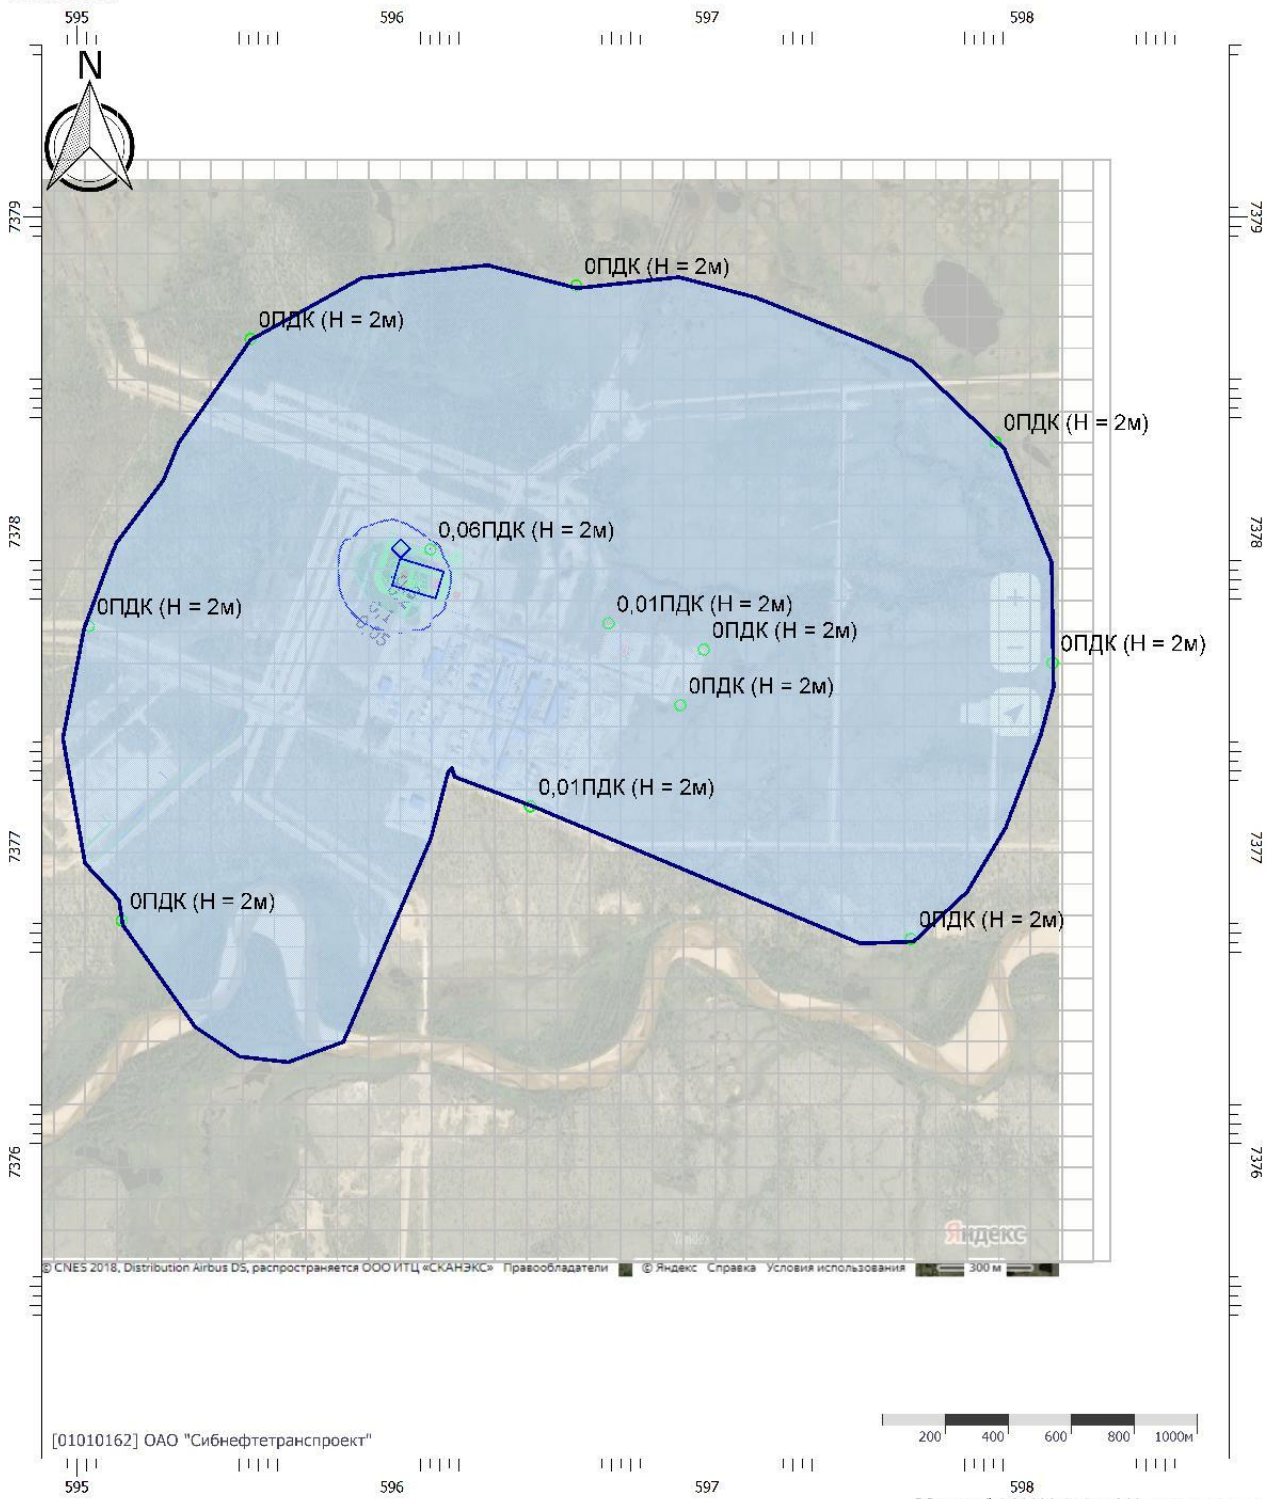 595
596
597
598
N
7379
7379
0ПДК (Н = 2м)
0ПДК (Н = 2м)
0ПДК (Н = 2м)
7378
7378
0,06ПДК (Н = 2м)
0,05
0ПДК (Н = 2м)
0,01ПДК (Н = 2м)
0ПДК (Н = 2м)
0ПДК (Н = 2м)
0ПДК (Н = 2м)
0,01ПДК (Н = 2м)
7377
7377
0ПДК (Н = 2м)
0ПДК (Н = 2м)
7376
7376
Яндекс
Yandex
© CNES 2018, Distribution Airbus DS, распространяется ООО ИТЦ «СКАНЭКС» Правообладатели
© Яндекс Справка Условия использования
300 м
[01010162] ОАО "Сибнефтетранспроект"
200 400 600 800 1000м
595
596
597
598